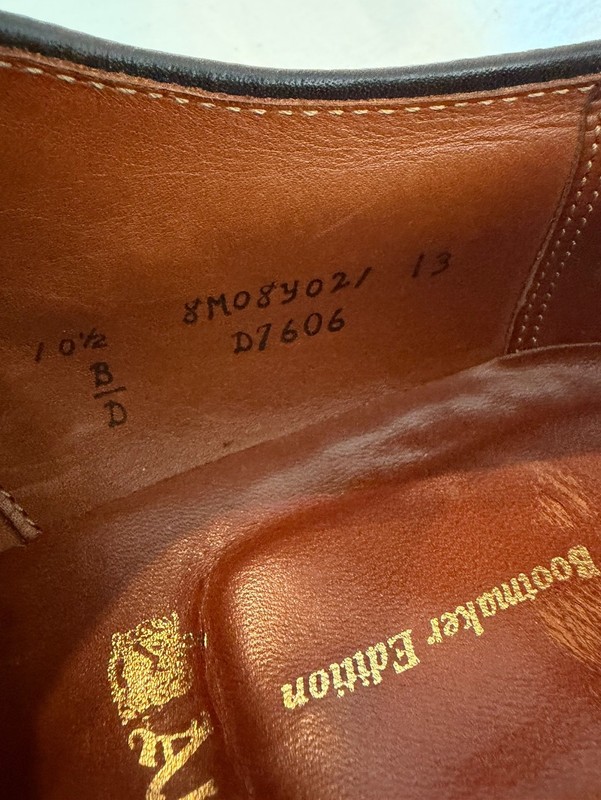 8M08Y02/ 13
10½
D7606
B
D
Bootmaker Edition
A